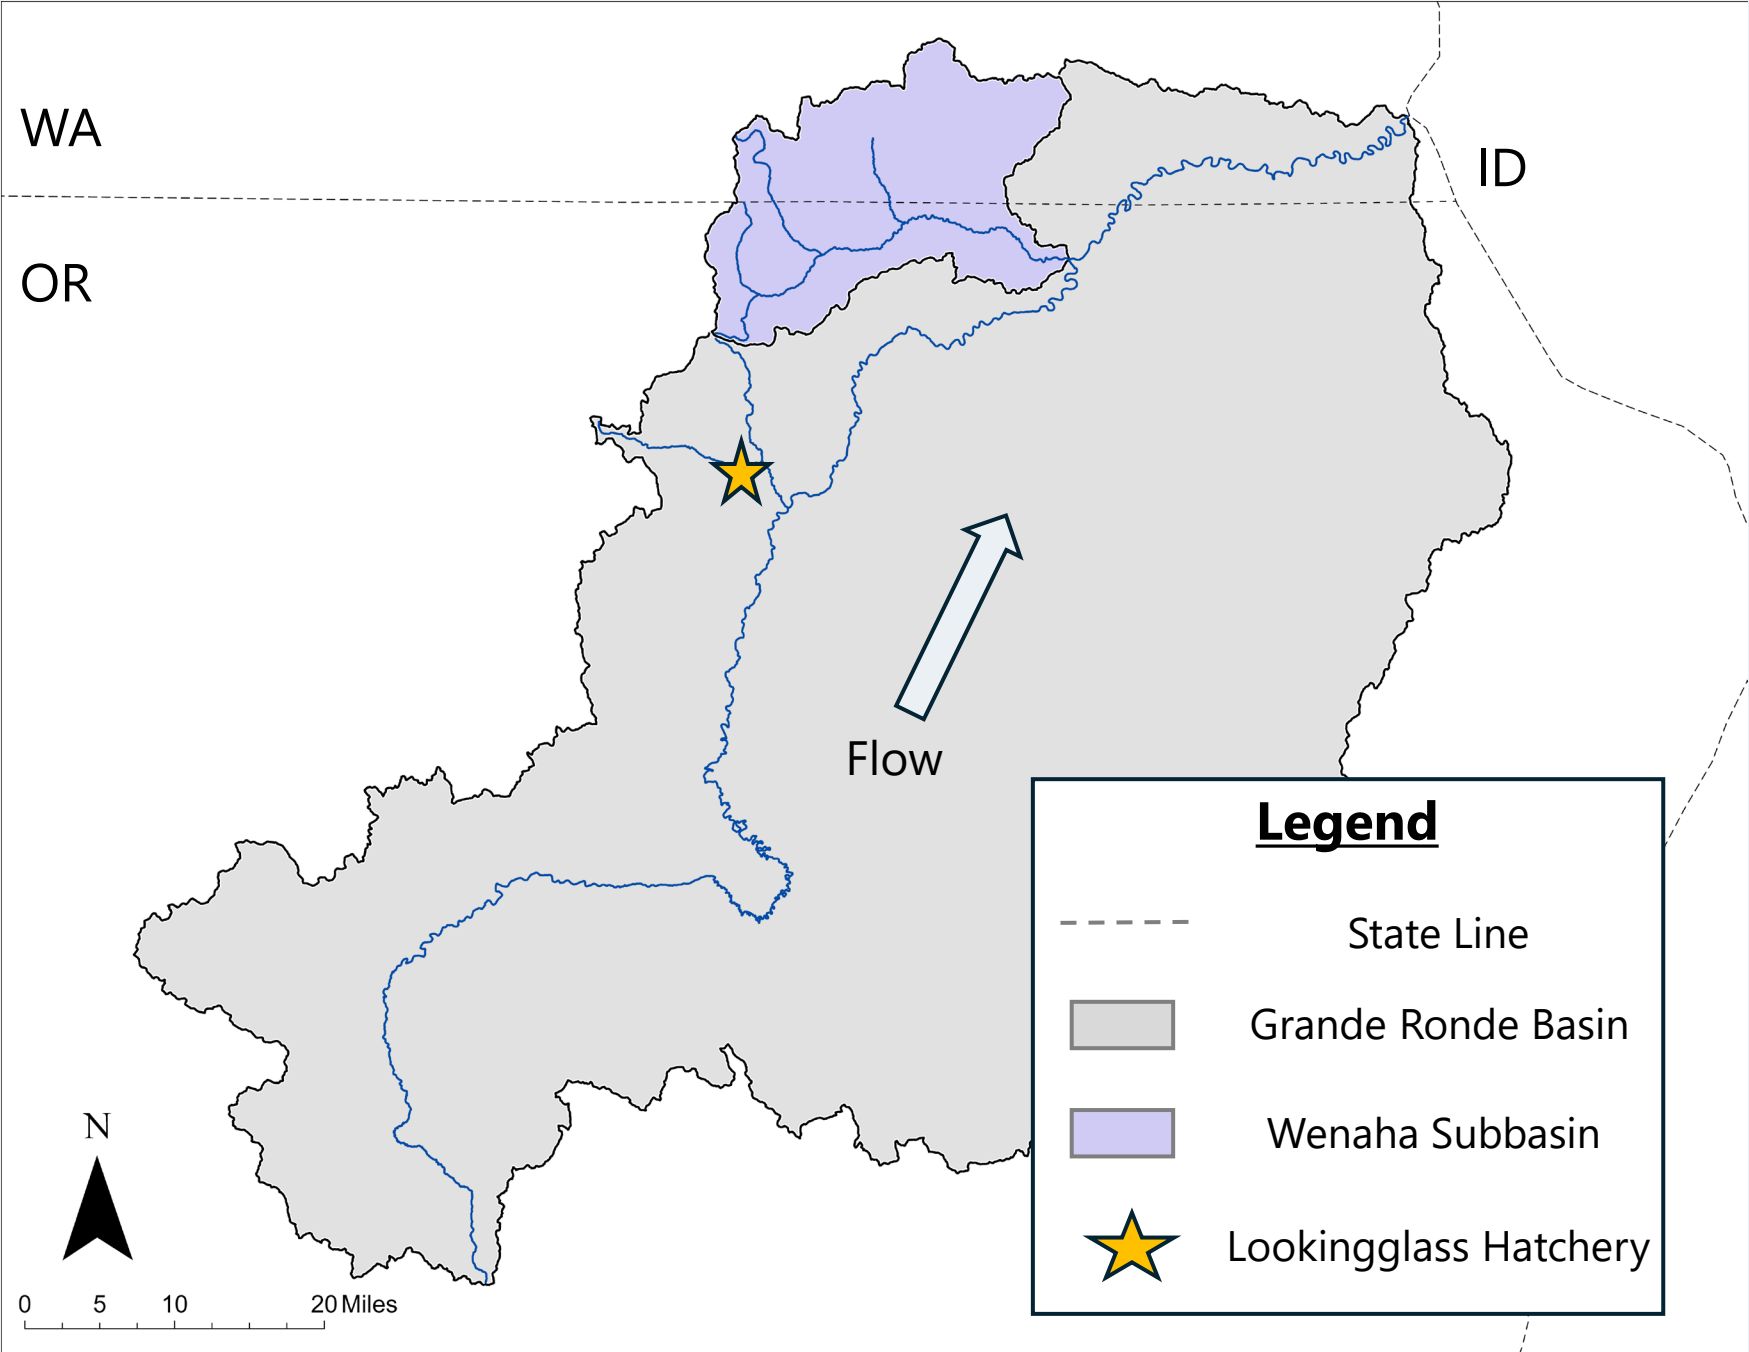 WA
ID
OR
Flow
Legend
State Line
Grande Ronde Basin
Wenaha Subbasin
Lookingglass Hatchery
N
0 5 10 20 Miles